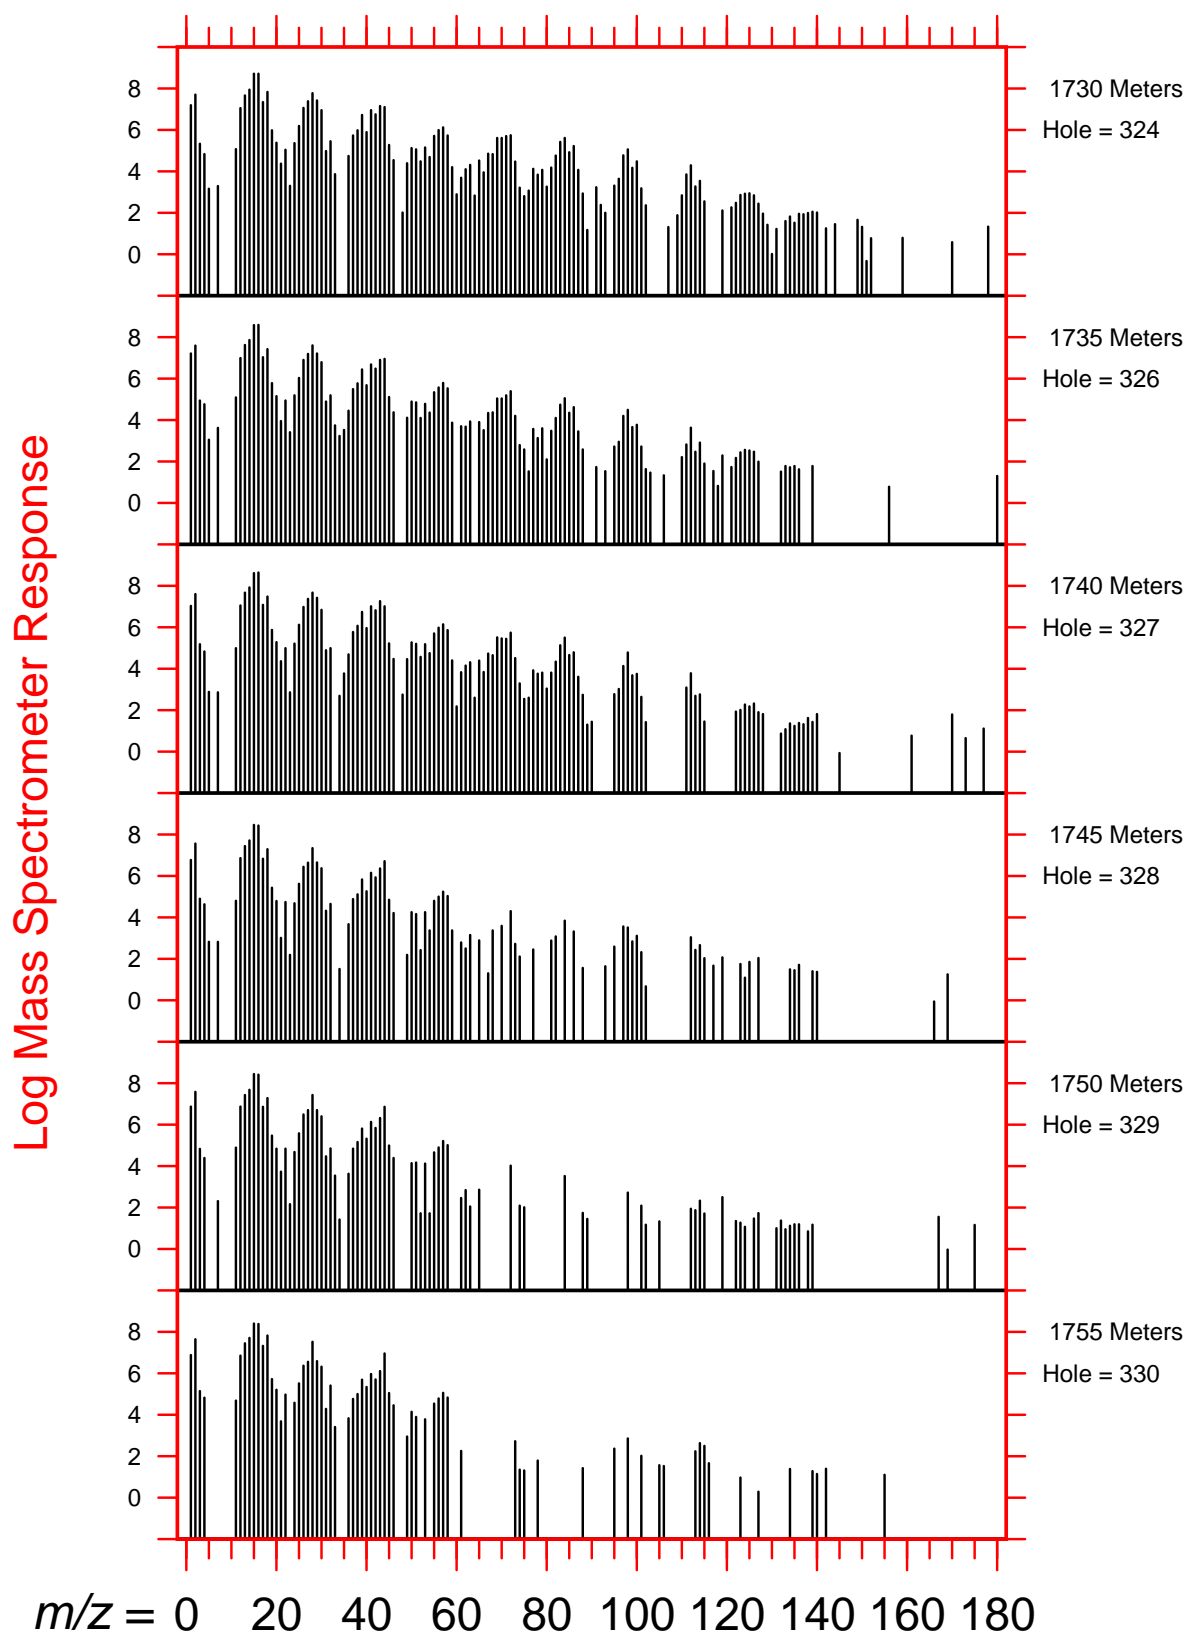 8
6
4
2
0
1730 Meters
Hole = 324
8
6
4
2
0
1735 Meters
Hole = 326
8
6
4
2
0
1740 Meters
Hole = 327
8
6
4
2
0
1745 Meters
Hole = 328
8
6
4
2
0
1750 Meters
Hole = 329
8
6
4
2
0
1755 Meters
Hole = 330
Log Mass Spectrometer Response
m/z = 0 20 40 60 80 100 120 140 160 180